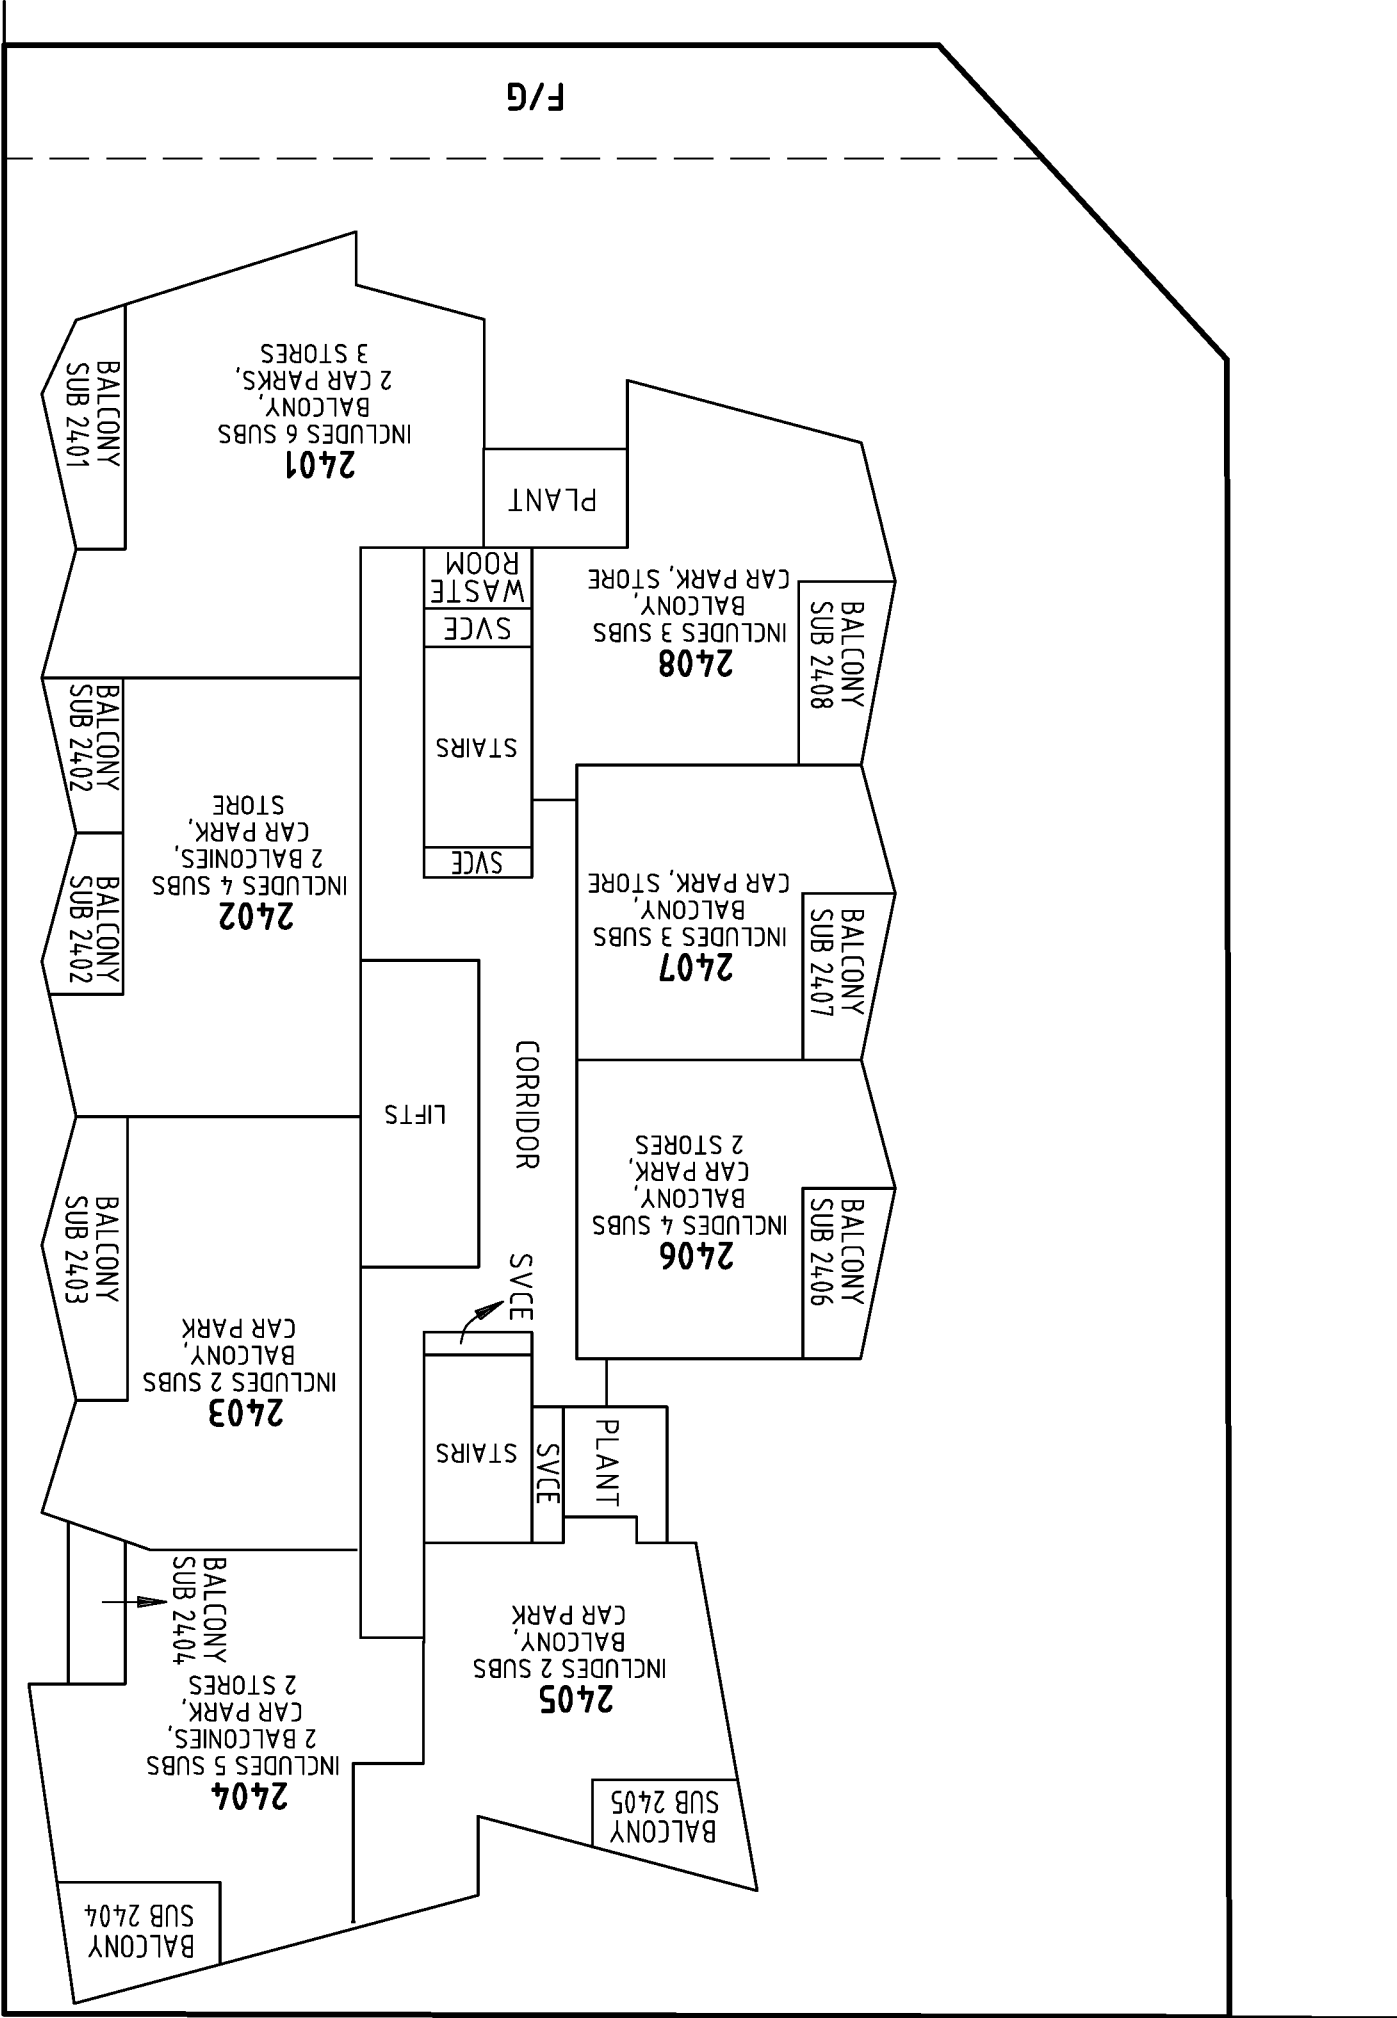 F/G
2401
INCLUDES 6 SUBS
BALCONY,
2 CAR PARKS,
3 STORES
BALCONY
SUB 2401
PLANT
WASTE
ROOM
SVCE
STAIRS
SVCE
2408
INCLUDES 3 SUBS
BALCONY,
CAR PARK, STORE
BALCONY
SUB 2408
BALCONY
SUB 2402
BALCONY
SUB 2402
2402
INCLUDES 4 SUBS
2 BALCONIES,
CAR PARK,
STORE
2407
INCLUDES 3 SUBS
BALCONY,
CAR PARK, STORE
BALCONY
SUB 2407
LIFTS
CORRIDOR
2406
INCLUDES 4 SUBS
BALCONY,
CAR PARK,
2 STORES
BALCONY
SUB 2406
BALCONY
SUB 2403
2403
INCLUDES 2 SUBS
BALCONY,
CAR PARK
SVCE
STAIRS
SVCE
PLANT
BALCONY
SUB 2404
2404
INCLUDES 5 SUBS
2 BALCONIES,
CAR PARK,
2 STORES
BALCONY
SUB 2404
2405
INCLUDES 2 SUBS
BALCONY,
CAR PARK
BALCONY
SUB 2405